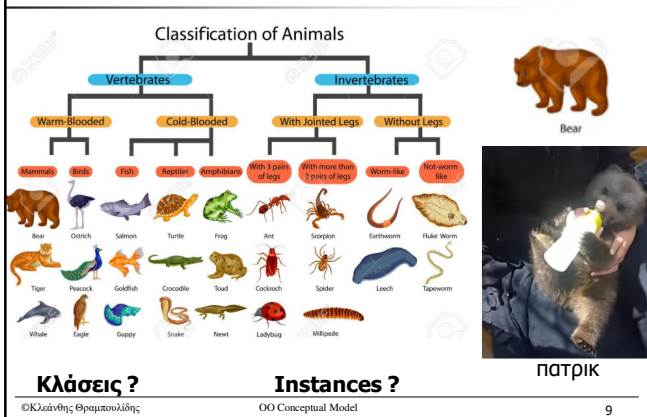 Classification of Animals
Vertebrates
Invertebrates
Warm-Blooded
Cold-Blooded
With Jointed Legs
Without Legs
Mammals
Birds
Fish
Reptiles
Amphibians
With 3 pairs
of legs
With more than
3 pairs of legs
Worm-like
Not-worm
like
Bear
Ostrich
Salmon
Turtle
Frog
Ant
Scorpion
Earthworm
Fluke Worm
Tiger
Peacock
Goldfish
Crocodile
Toad
Cockroch
Spider
Leech
Tapeworm
Whale
Eagle
Guppy
Snake
Newt
Ladybug
Millipede
Bear
πατρικ
Κλάσεις ?
Instances ?
©Κλεάνθης Θραμπουλίδης
OO Conceptual Model
9